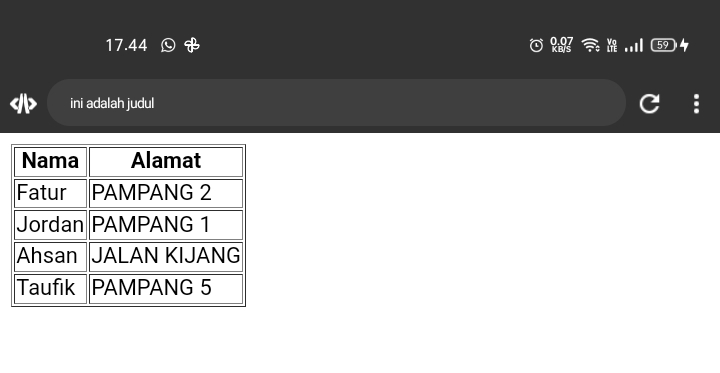 17.44 0.07 KB/S Vo LTE 59
ini adalah judul
Nama Alamat
Fatur PAMPANG 2
Jordan PAMPANG 1
Ahsan JALAN KIJANG
Taufik PAMPANG 5